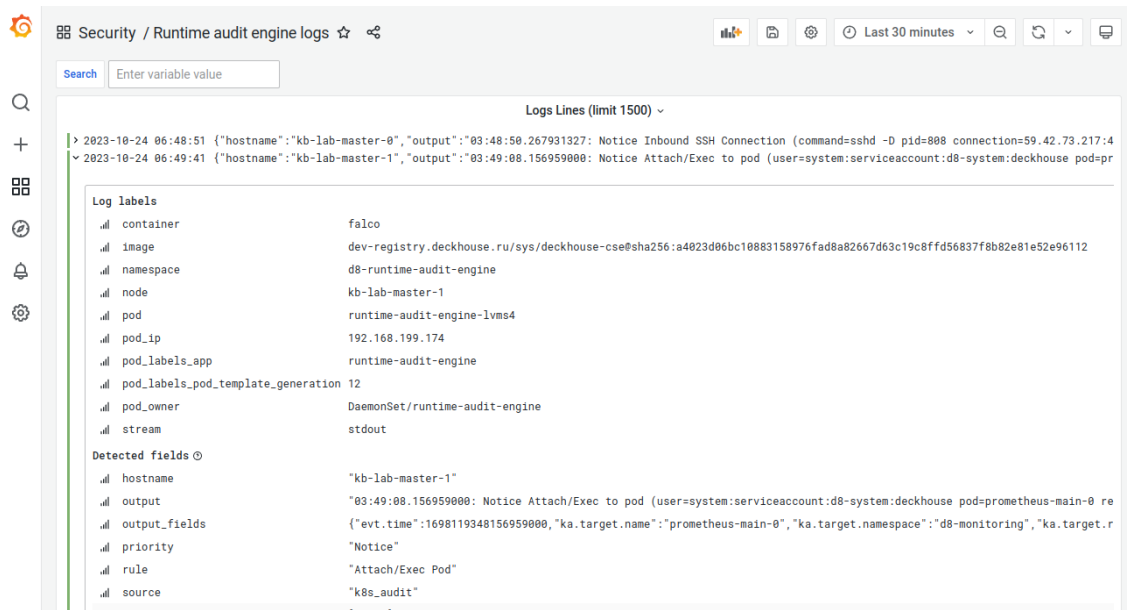 Security / Runtime audit engine logs
Last 30 minutes
Search
Enter variable value
Logs Lines (limit 1500)
2023-10-24 06:48:51 {"hostname":"kb-lab-master-0","output":"03:48:50.267931327: Notice Inbound SSH Connection (command=sshd -D pid=808 connection=59.42.73.217:4
2023-10-24 06:49:41 {"hostname":"kb-lab-master-1","output":"03:49:08.156959000: Notice Attach/Exec to pod (user=system:serviceaccount:d8-system:deckhouse pod=pr
Log labels
container falco
image dev-registry.deckhouse.ru/sys/deckhouse-cse@sha256:a4023d06bc10883158976fad8a82667d63c19c8ffd56837f8b82e81e52e96112
namespace d8-runtime-audit-engine
node kb-lab-master-1
pod runtime-audit-engine-lvms4
pod_ip 192.168.199.174
pod_labels_app runtime-audit-engine
pod_labels_pod_template_generation 12
pod_owner DaemonSet/runtime-audit-engine
stream stdout
Detected fields
hostname "kb-lab-master-1"
output "03:49:08.156959000: Notice Attach/Exec to pod (user=system:serviceaccount:d8-system:deckhouse pod=prometheus-main-0 re
output_fields {"evt.time":1698119348156959000,"ka.target.name":"prometheus-main-0","ka.target.namespace":"d8-monitoring","ka.target.r
priority "Notice"
rule "Attach/Exec Pod"
source "k8s_audit"